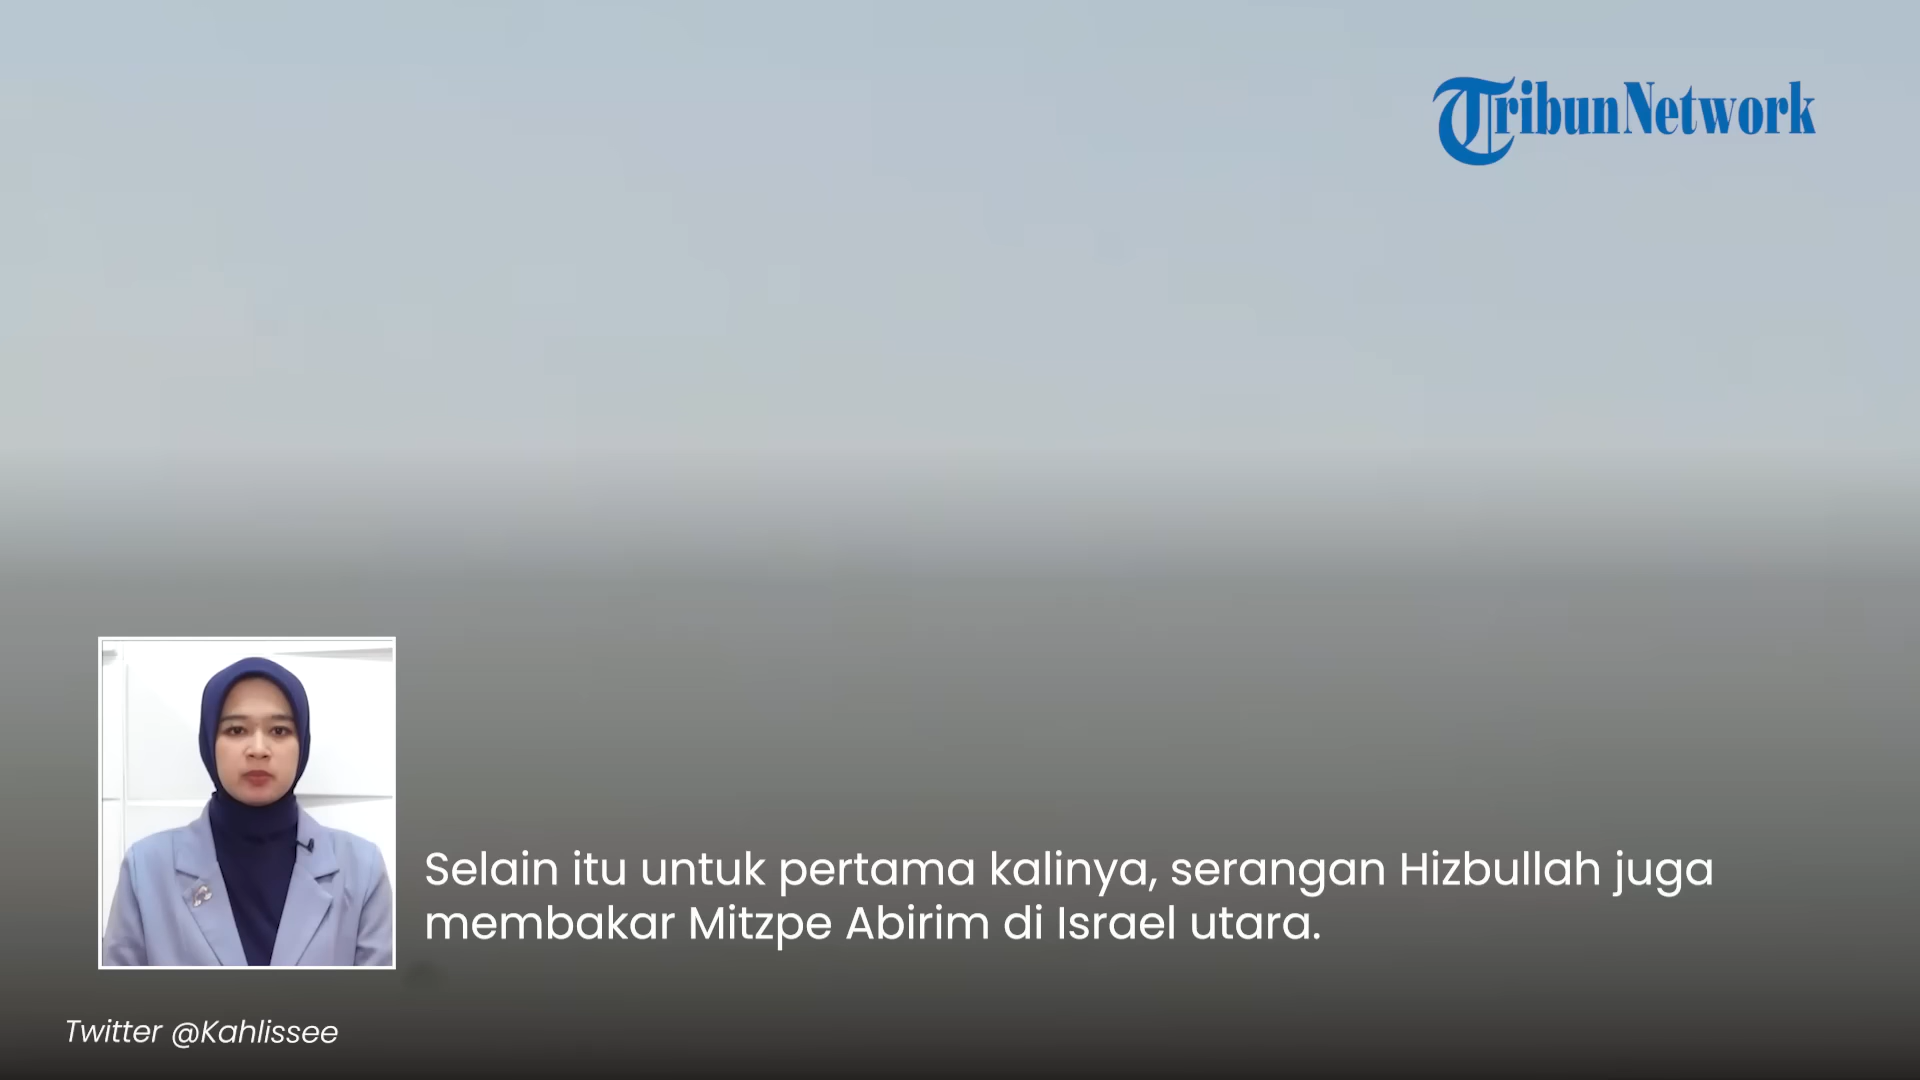 TribunNetwork
Selain itu untuk pertama kalinya, serangan Hizbullah juga
membakar Mitzpe Abirim di Israel utara.
Twitter @Kahlissee